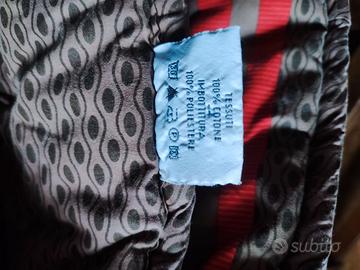 TESSUTI
100% COTONE
IMBOTTITURA
100% POLIESTERE
subito